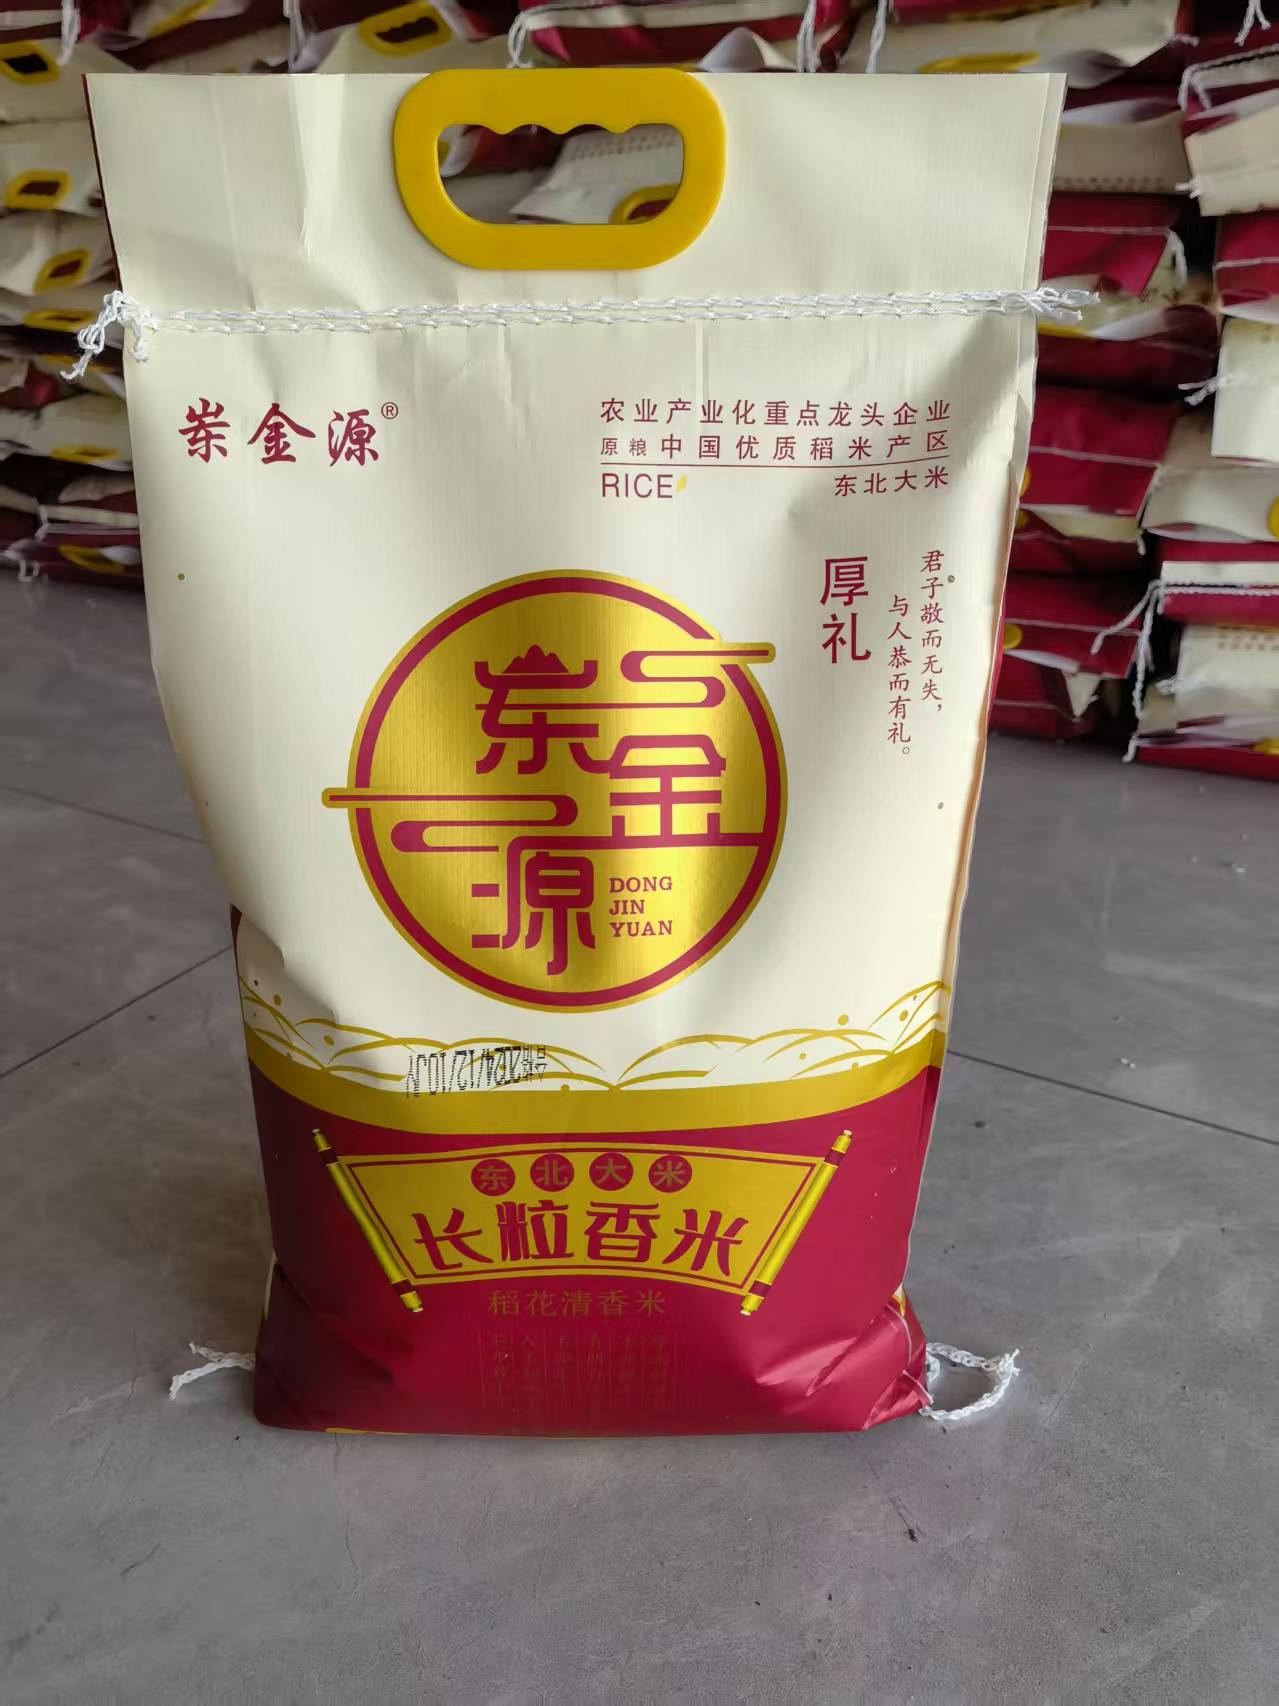 崬金源®
农业产业化重点龙头企业
原粮中国优质稻米产区
RICE
东北大米
厚礼
君子敬而无失，
与人恭而有礼。
崬金源
DONG
JIN
YUAN
东北大米
长粒香米
稻花清香米